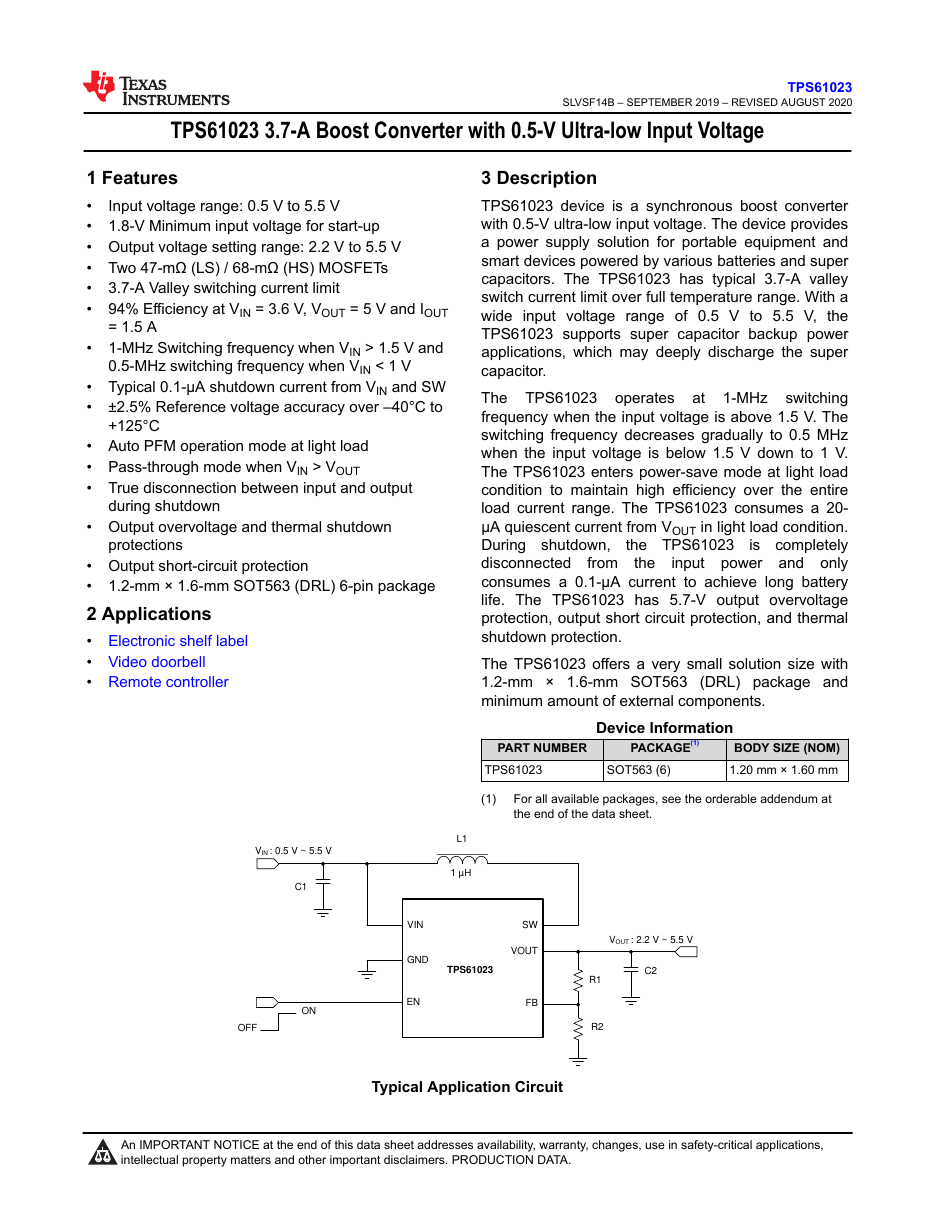 TEXAS
INSTRUMENTS
TPS61023
SLVSF14B – SEPTEMBER 2019 – REVISED AUGUST 2020
TPS61023 3.7-A Boost Converter with 0.5-V Ultra-low Input Voltage
1 Features
• Input voltage range: 0.5 V to 5.5 V
• 1.8-V Minimum input voltage for start-up
• Output voltage setting range: 2.2 V to 5.5 V
• Two 47-mΩ (LS) / 68-mΩ (HS) MOSFETs
• 3.7-A Valley switching current limit
• 94% Efficiency at VIN = 3.6 V, VOUT = 5 V and IOUT
= 1.5 A
• 1-MHz Switching frequency when VIN > 1.5 V and
0.5-MHz switching frequency when VIN < 1 V
• Typical 0.1-µA shutdown current from VIN and SW
• ±2.5% Reference voltage accuracy over –40°C to
+125°C
• Auto PFM operation mode at light load
• Pass-through mode when VIN > VOUT
• True disconnection between input and output
during shutdown
• Output overvoltage and thermal shutdown
protections
• Output short-circuit protection
• 1.2-mm × 1.6-mm SOT563 (DRL) 6-pin package
2 Applications
• Electronic shelf label
• Video doorbell
• Remote controller
3 Description
TPS61023 device is a synchronous boost converter
with 0.5-V ultra-low input voltage. The device provides
a power supply solution for portable equipment and
smart devices powered by various batteries and super
capacitors. The TPS61023 has typical 3.7-A valley
switch current limit over full temperature range. With a
wide input voltage range of 0.5 V to 5.5 V, the
TPS61023 supports super capacitor backup power
applications, which may deeply discharge the super
capacitor.
The TPS61023 operates at 1-MHz switching
frequency when the input voltage is above 1.5 V. The
switching frequency decreases gradually to 0.5 MHz
when the input voltage is below 1.5 V down to 1 V.
The TPS61023 enters power-save mode at light load
condition to maintain high efficiency over the entire
load current range. The TPS61023 consumes a 20-
µA quiescent current from VOUT in light load condition.
During shutdown, the TPS61023 is completely
disconnected from the input power and only
consumes a 0.1-µA current to achieve long battery
life. The TPS61023 has 5.7-V output overvoltage
protection, output short circuit protection, and thermal
shutdown protection.
The TPS61023 offers a very small solution size with
1.2-mm × 1.6-mm SOT563 (DRL) package and
minimum amount of external components.
Device Information
PART NUMBER PACKAGE(1) BODY SIZE (NOM)
TPS61023 SOT563 (6) 1.20 mm × 1.60 mm
(1) For all available packages, see the orderable addendum at
the end of the data sheet.
L1
VIN : 0.5 V ~ 5.5 V
1 µH
C1
VIN SW
VOUT
VOUT : 2.2 V ~ 5.5 V
GND
TPS61023
R1
C2
EN FB
ON
OFF
R2
Typical Application Circuit
An IMPORTANT NOTICE at the end of this data sheet addresses availability, warranty, changes, use in safety-critical applications,
intellectual property matters and other important disclaimers. PRODUCTION DATA.